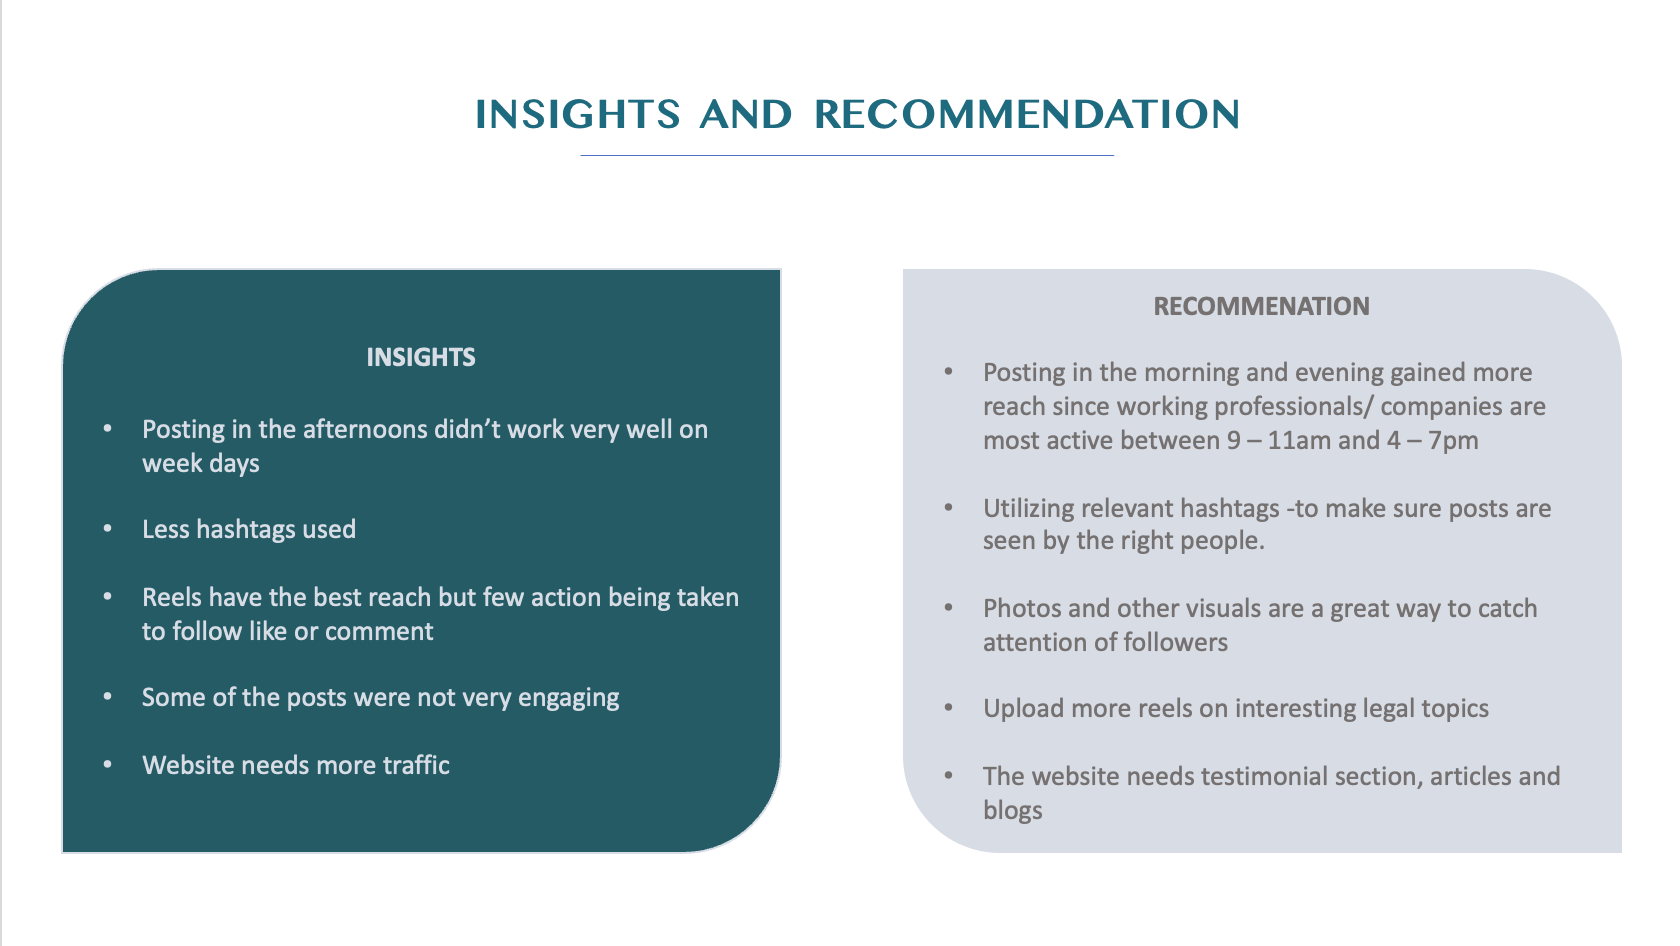 INSIGHTS AND RECOMMENDATION
INSIGHTS
• Posting in the afternoons didn’t work very well on
week days
• Less hashtags used
• Reels have the best reach but few action being taken
to follow like or comment
• Some of the posts were not very engaging
• Website needs more traffic
RECOMMENATION
• Posting in the morning and evening gained more
reach since working professionals/ companies are
most active between 9 – 11am and 4 – 7pm
• Utilizing relevant hashtags -to make sure posts are
seen by the right people.
• Photos and other visuals are a great way to catch
attention of followers
• Upload more reels on interesting legal topics
• The website needs testimonial section, articles and
blogs